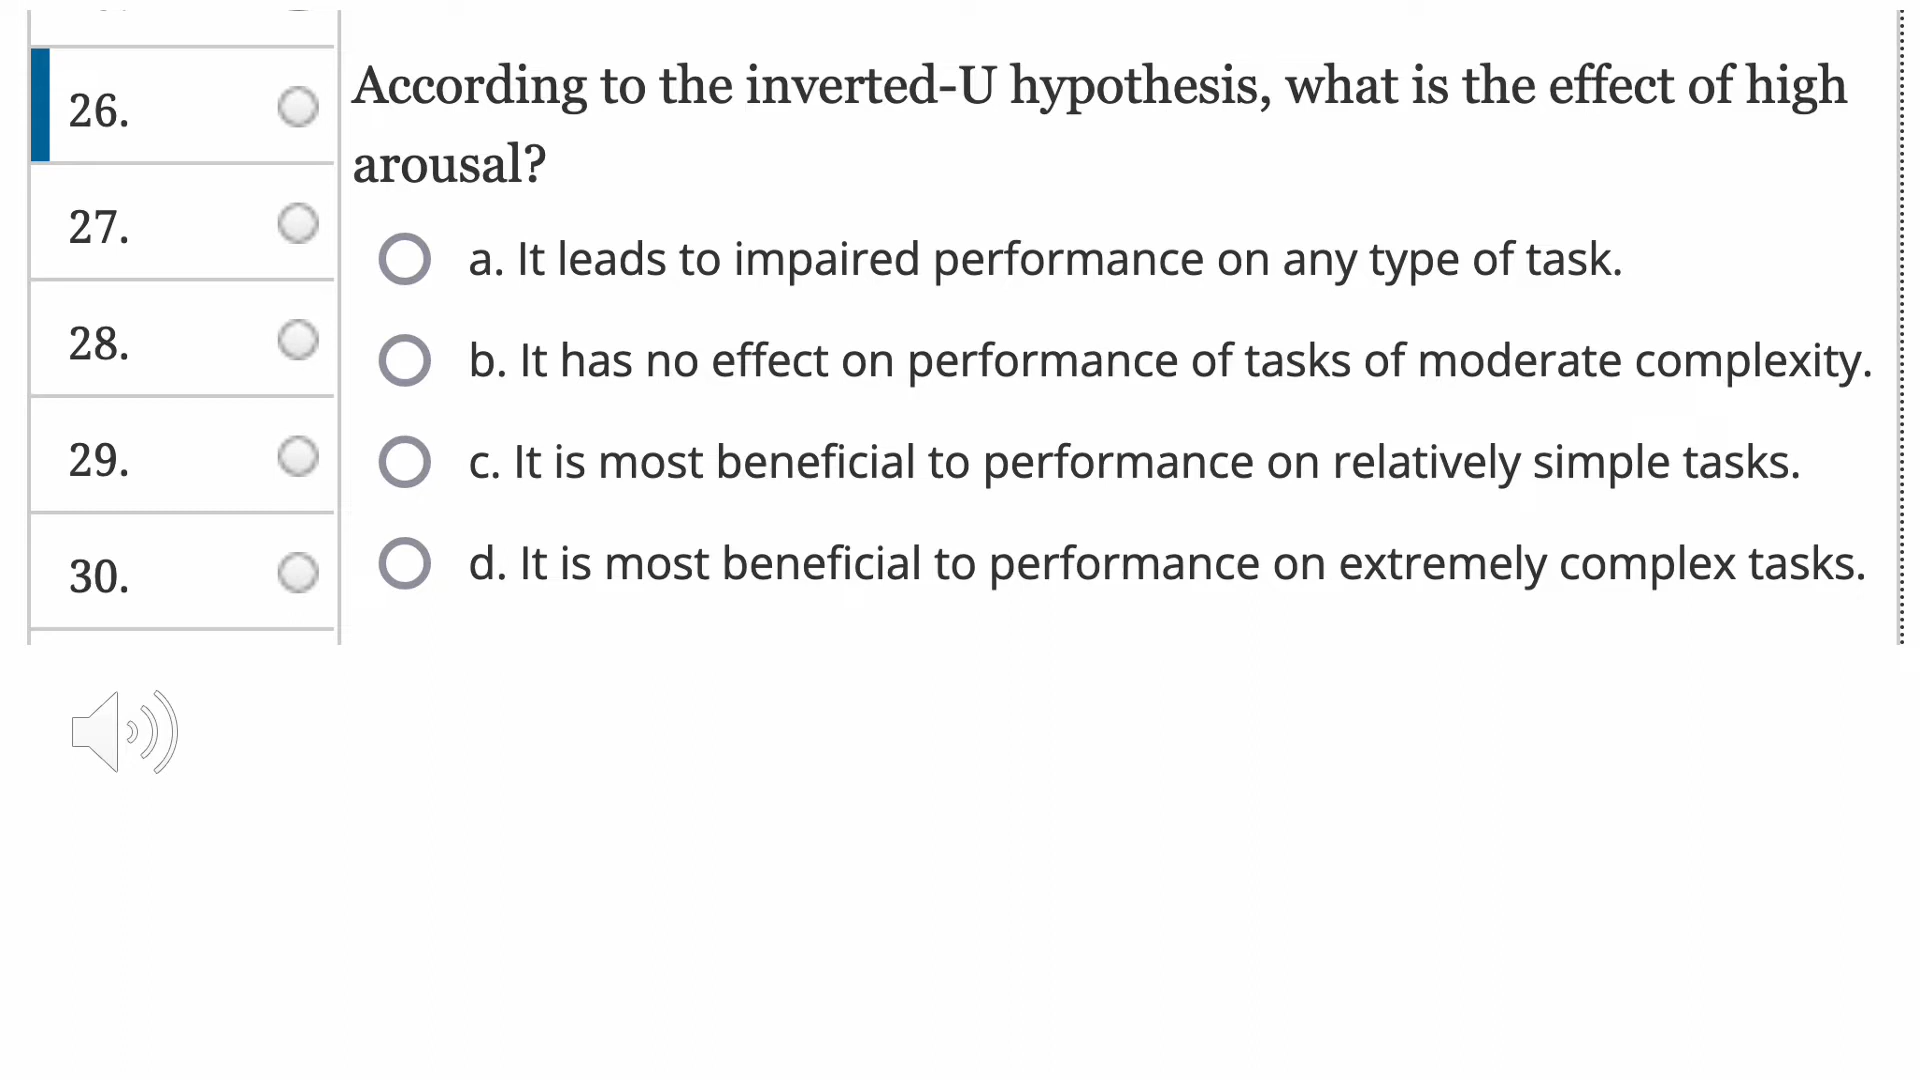 26.
27.
28.
29.
30.
According to the inverted-U hypothesis, what is the effect of high
arousal?
a. It leads to impaired performance on any type of task.
b. It has no effect on performance of tasks of moderate complexity.
c. It is most beneficial to performance on relatively simple tasks.
d. It is most beneficial to performance on extremely complex tasks.